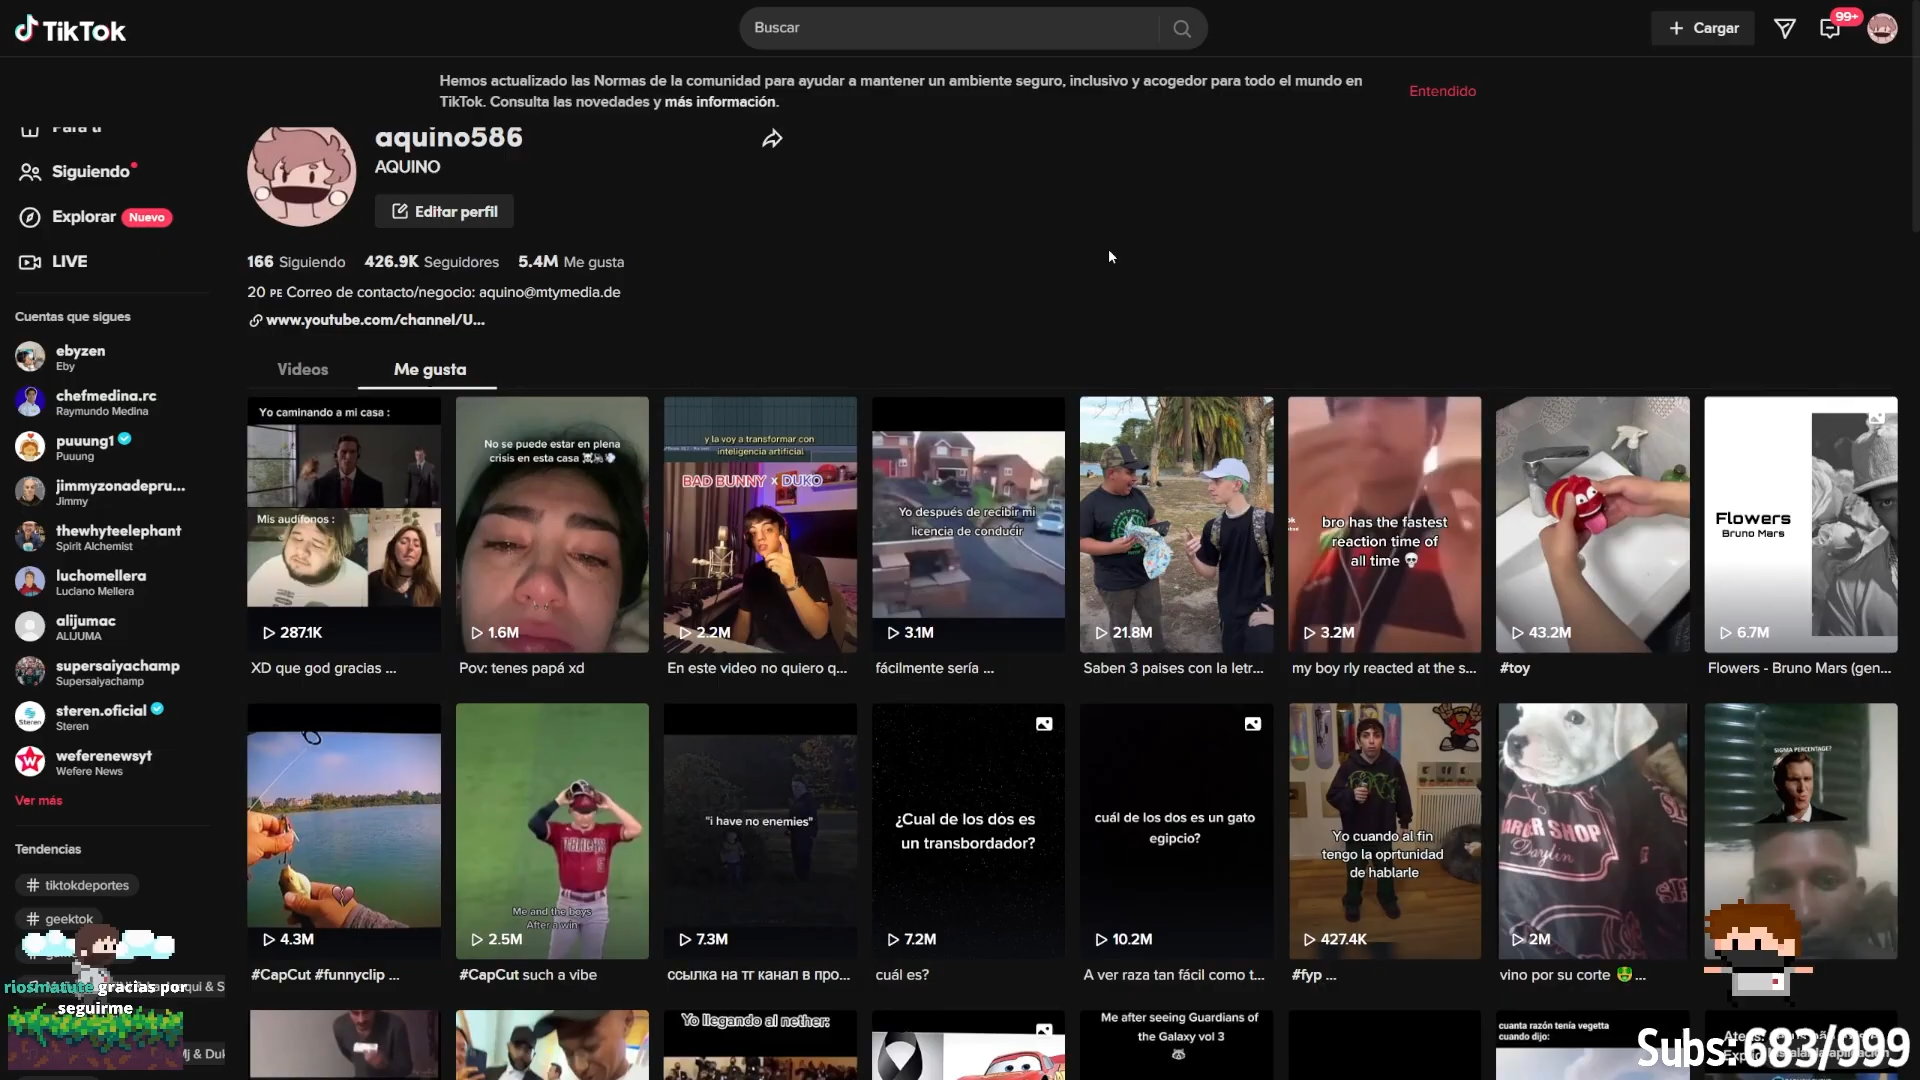 TikTok
Buscar
Cargar
99+
Hemos actualizado las Normas de la comunidad para ayudar a mantener un ambiente seguro, inclusivo y acogedor para todo el mundo en
TikTok. Consulta las novedades y más información.
Entendido
Para ti
Siguiendo
Explorar Nuevo
LIVE
Cuentas que sigues
ebyzen
Eby
chefmedina.rc
Raymundo Medina
puuung1
Puuung
jimmyzonadepru...
Jimmy
thewhyteelephant
Spirit Alchemist
luchomellera
Luciano Mellera
alijumac
ALIJUMA
supersaiyachamp
Supersaiyachamp
steren.oficial
Steren
weferenewsyt
Wefere News
Ver más
Tendencias
# tiktokdeportes
# geektok
riosmatute gracias por
seguirme
aquino586
AQUINO
Editar perfil
166 Siguiendo 426.9K Seguidores 5.4M Me gusta
20 PE Correo de contacto/negocio: aquino@mtymedia.de
www.youtube.com/channel/U...
Videos Me gusta
Yo caminando a mi casa :
Mis audífonos :
287.1K
XD que god gracias ...
No se puede estar en plena
crisis en esta casa
1.6M
Pov: tenes papá xd
y la voy a transformar con
inteligencia artificial
BAD BUNNY x DUKO
2.2M
En este video no quiero q...
Yo después de recibir mi
licencia de conducir
3.1M
fácilmente sería ...
21.8M
Saben 3 paises con la letr...
bro has the fastest
reaction time of
all time 💀
3.2M
my boy rly reacted at the s...
43.2M
#toy
Flowers
Bruno Mars
6.7M
Flowers - Bruno Mars (gen...
4.3M
#CapCut #funnyclip ...
Me and the boys
After a win
2.5M
#CapCut such a vibe
"i have no enemies"
7.3M
ссылка на тг канал в про...
¿Cual de los dos es
un transbordador?
7.2M
cuál es?
cuál de los dos es un gato
egipcio?
10.2M
A ver raza tan fácil como t...
Yo cuando al fin
tengo la oprtunidad
de hablarle
427.4K
#fyp ...
BARBER SHOP
Daylin
2M
vino por su corte 🤑...
SIGMA PERCENTAGE?
Yo llegando al nether:
Me after seeing Guardians of
the Galaxy vol 3
cuanta razón tenía vegetta
cuando dijo:
Subs: 683/999